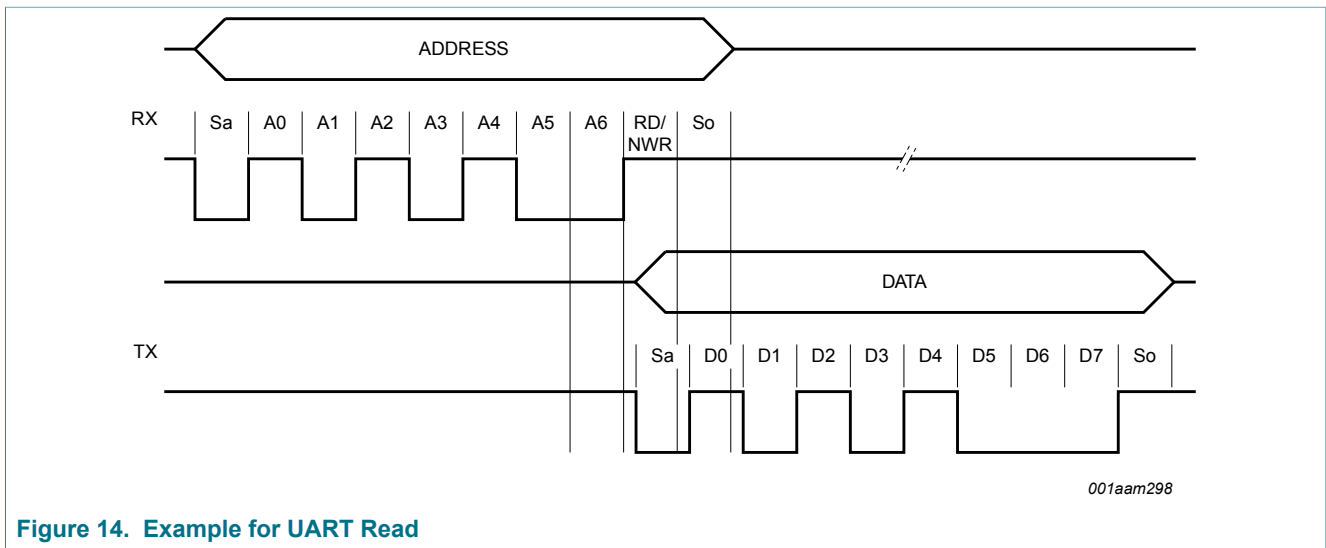 ADDRESS
RX Sa A0 A1 A2 A3 A4 A5 A6 RD/ So
NWR
DATA
TX Sa D0 D1 D2 D3 D4 D5 D6 D7 So
001aam298
Figure 14. Example for UART Read